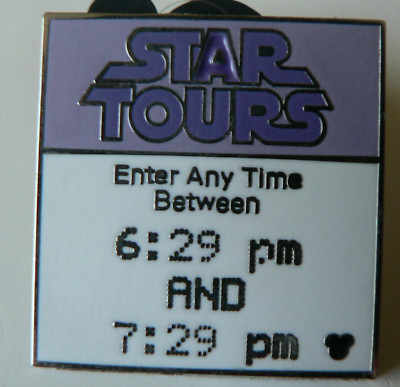 STAR
TOURS
Enter Any Time
Between
6:29 pm
AND
7:29 pm